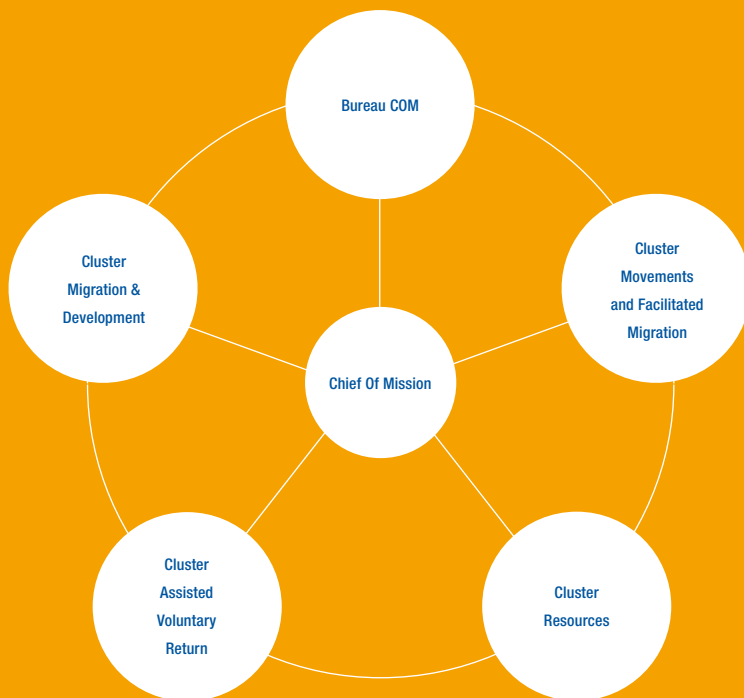 Bureau COM
Cluster
Migration &
Development
Cluster
Movements
and Facilitated
Migration
Chief Of Mission
Cluster
Assisted
Voluntary
Return
Cluster
Resources